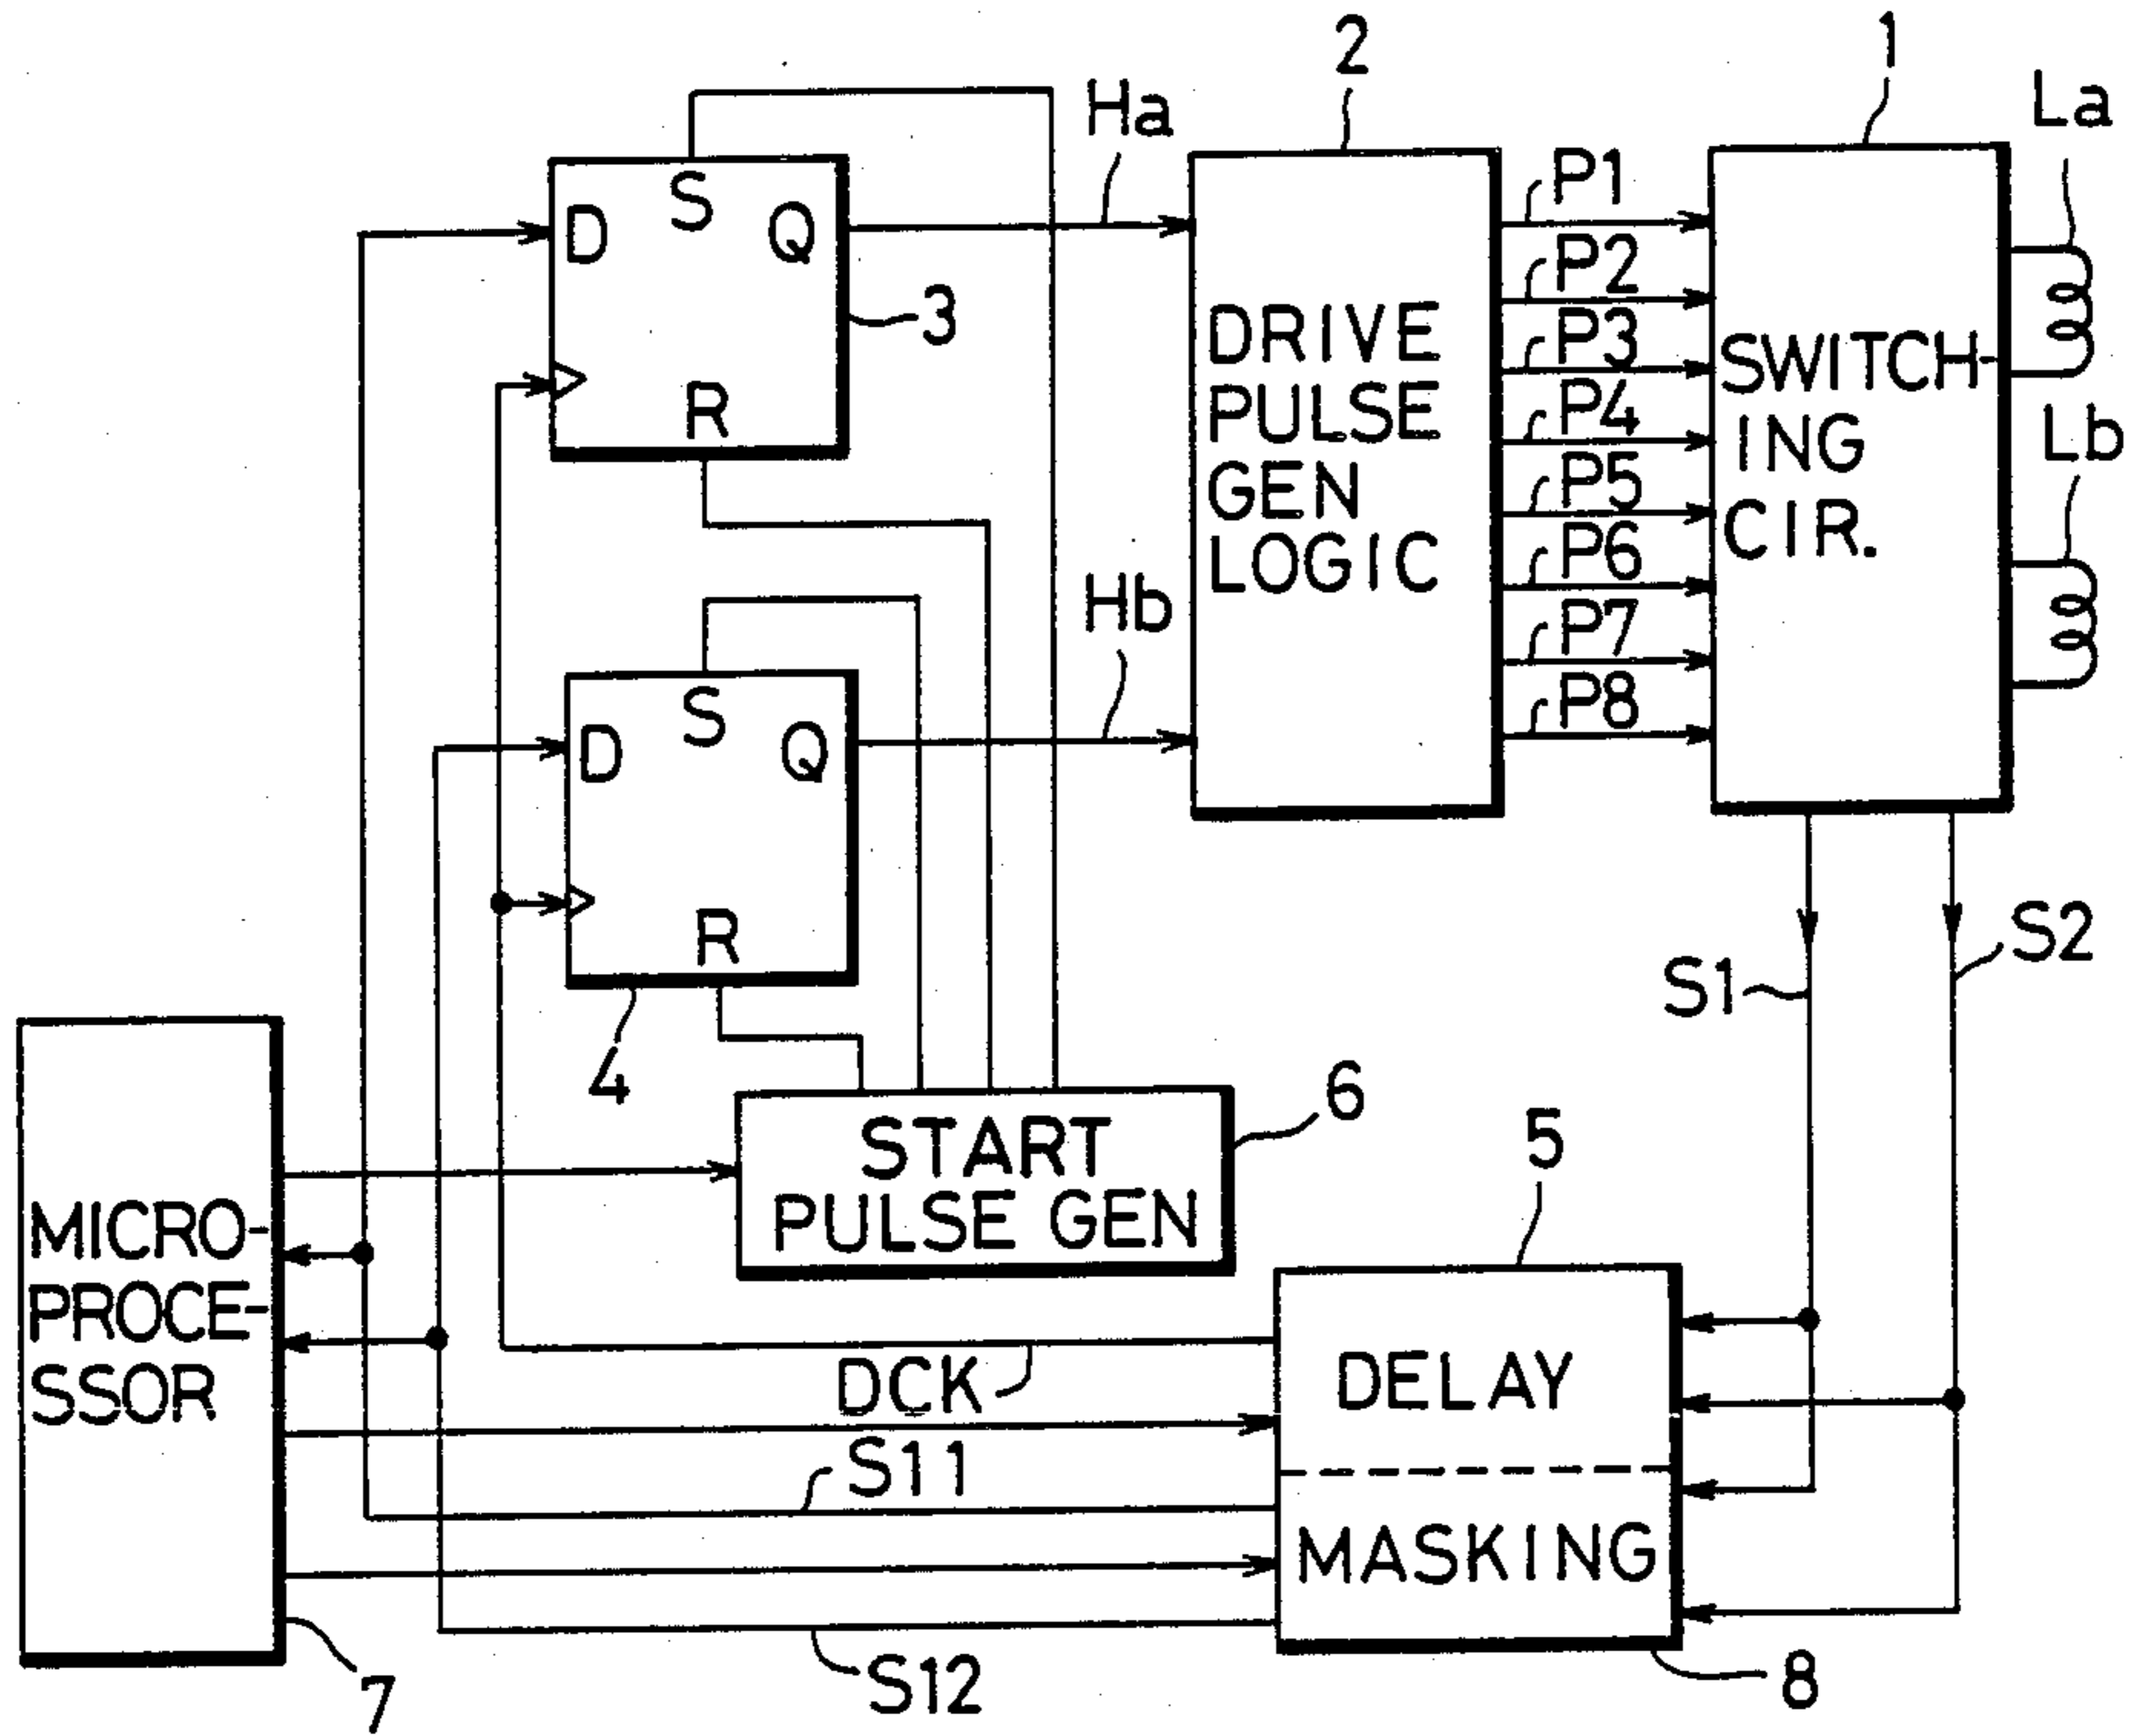 2
1
Ha
La
P1
S
D
Q
P2
3
DRIVE
PULSE
GEN
LOGIC
P3
SWITCH-
ING
CIR.
P4
R
Lb
P5
P6
Hb
P7
P8
S
D
Q
R
S2
S1
4
6
START
PULSE GEN
5
MICRO-
PROCE-
SSOR
DCK
DELAY
S11
MASKING
S12
7
8